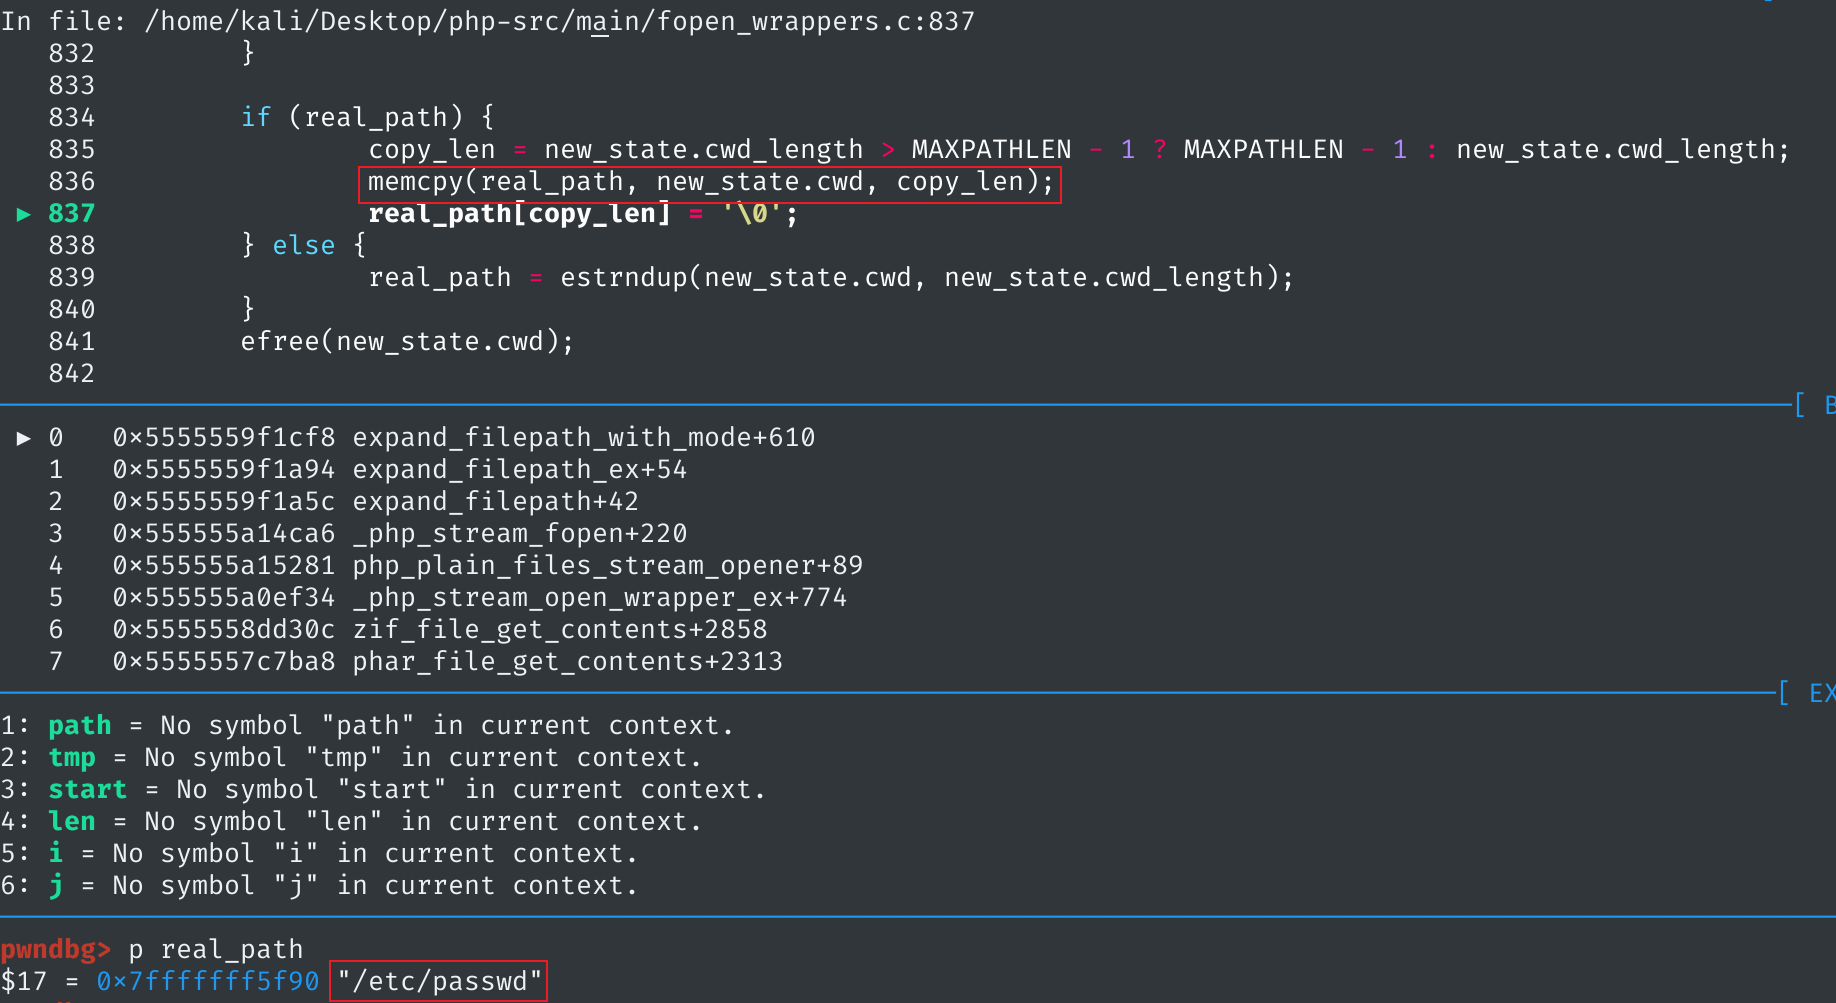 In file: /home/kali/Desktop/php-src/main/fopen_wrappers.c:837
832 }
833
834 if (real_path) {
835 copy_len = new_state.cwd_length > MAXPATHLEN - 1 ? MAXPATHLEN - 1 : new_state.cwd_length;
836 memcpy(real_path, new_state.cwd, copy_len);
► 837 real_path[copy_len] = '\0';
838 } else {
839 real_path = estrndup(new_state.cwd, new_state.cwd_length);
840 }
841 efree(new_state.cwd);
842
[ B
► 0 0×5555559f1cf8 expand_filepath_with_mode+610
1 0×5555559f1a94 expand_filepath_ex+54
2 0×5555559f1a5c expand_filepath+42
3 0×555555a14ca6 _php_stream_fopen+220
4 0×555555a15281 php_plain_files_stream_opener+89
5 0×555555a0ef34 _php_stream_open_wrapper_ex+774
6 0×5555558dd30c zif_file_get_contents+2858
7 0×5555557c7ba8 phar_file_get_contents+2313
[ EX
1: path = No symbol "path" in current context.
2: tmp = No symbol "tmp" in current context.
3: start = No symbol "start" in current context.
4: len = No symbol "len" in current context.
5: i = No symbol "i" in current context.
6: j = No symbol "j" in current context.
pwndbg> p real_path
$17 = 0×7fffffff5f90 "/etc/passwd"